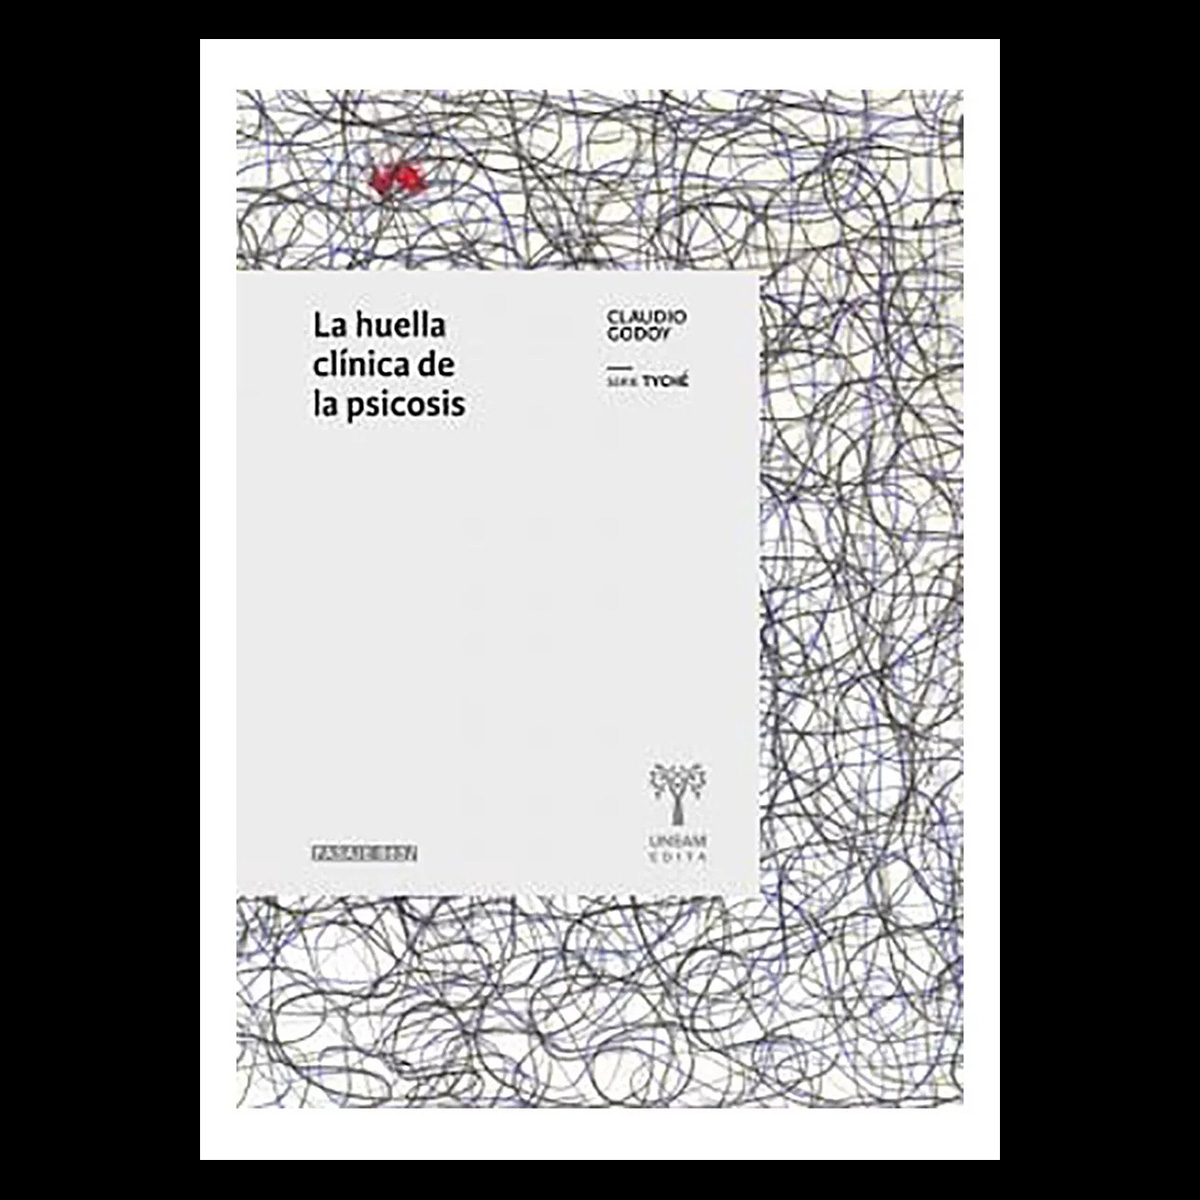 La huella
clínica de
la psicosis
CLAUDIO
GODOY
SERIE TYCHÉ
UNSAM
EDITA